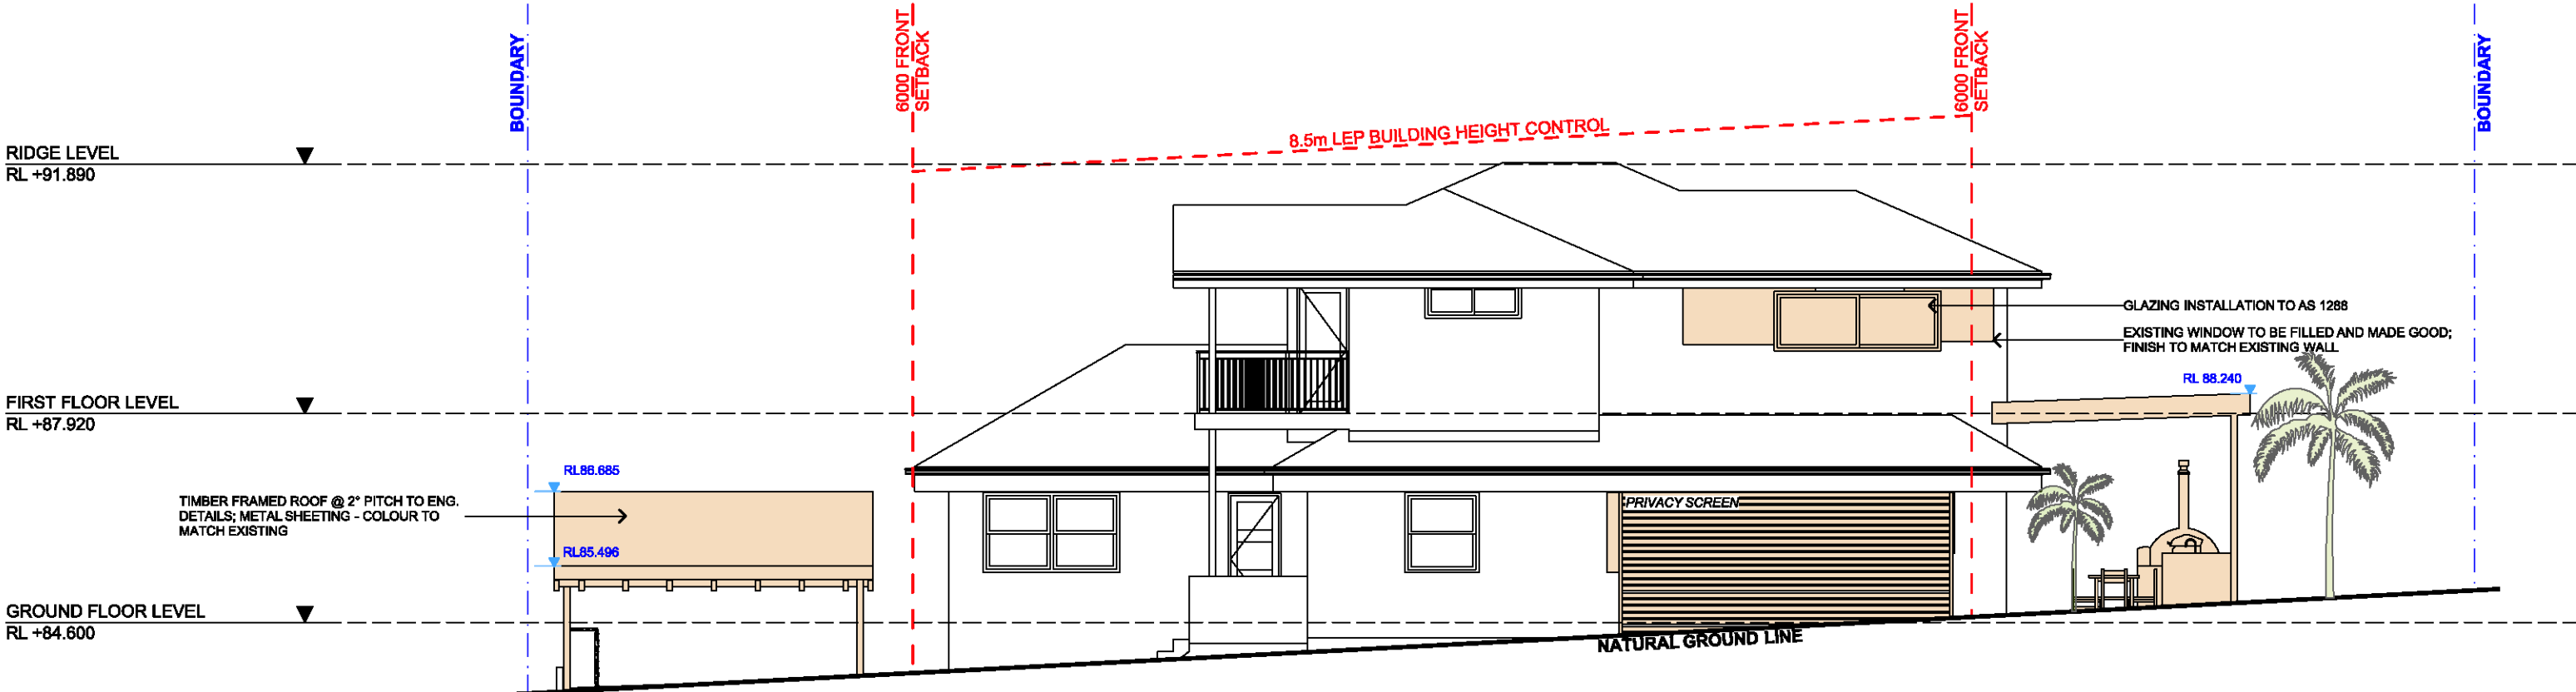 BOUNDARY
6000 FRONT
SETBACK
6000 FRONT
SETBACK
BOUNDARY
8.5m LEP BUILDING HEIGHT CONTROL
RIDGE LEVEL
RL +91.890
GLAZING INSTALLATION TO AS 1288
EXISTING WINDOW TO BE FILLED AND MADE GOOD;
FINISH TO MATCH EXISTING WALL
RL 88.240
FIRST FLOOR LEVEL
RL +87.920
RL86.685
TIMBER FRAMED ROOF @ 2° PITCH TO ENG.
DETAILS; METAL SHEETING - COLOUR TO
MATCH EXISTING
PRIVACY SCREEN
RL85.496
GROUND FLOOR LEVEL
RL +84.600
NATURAL GROUND LINE